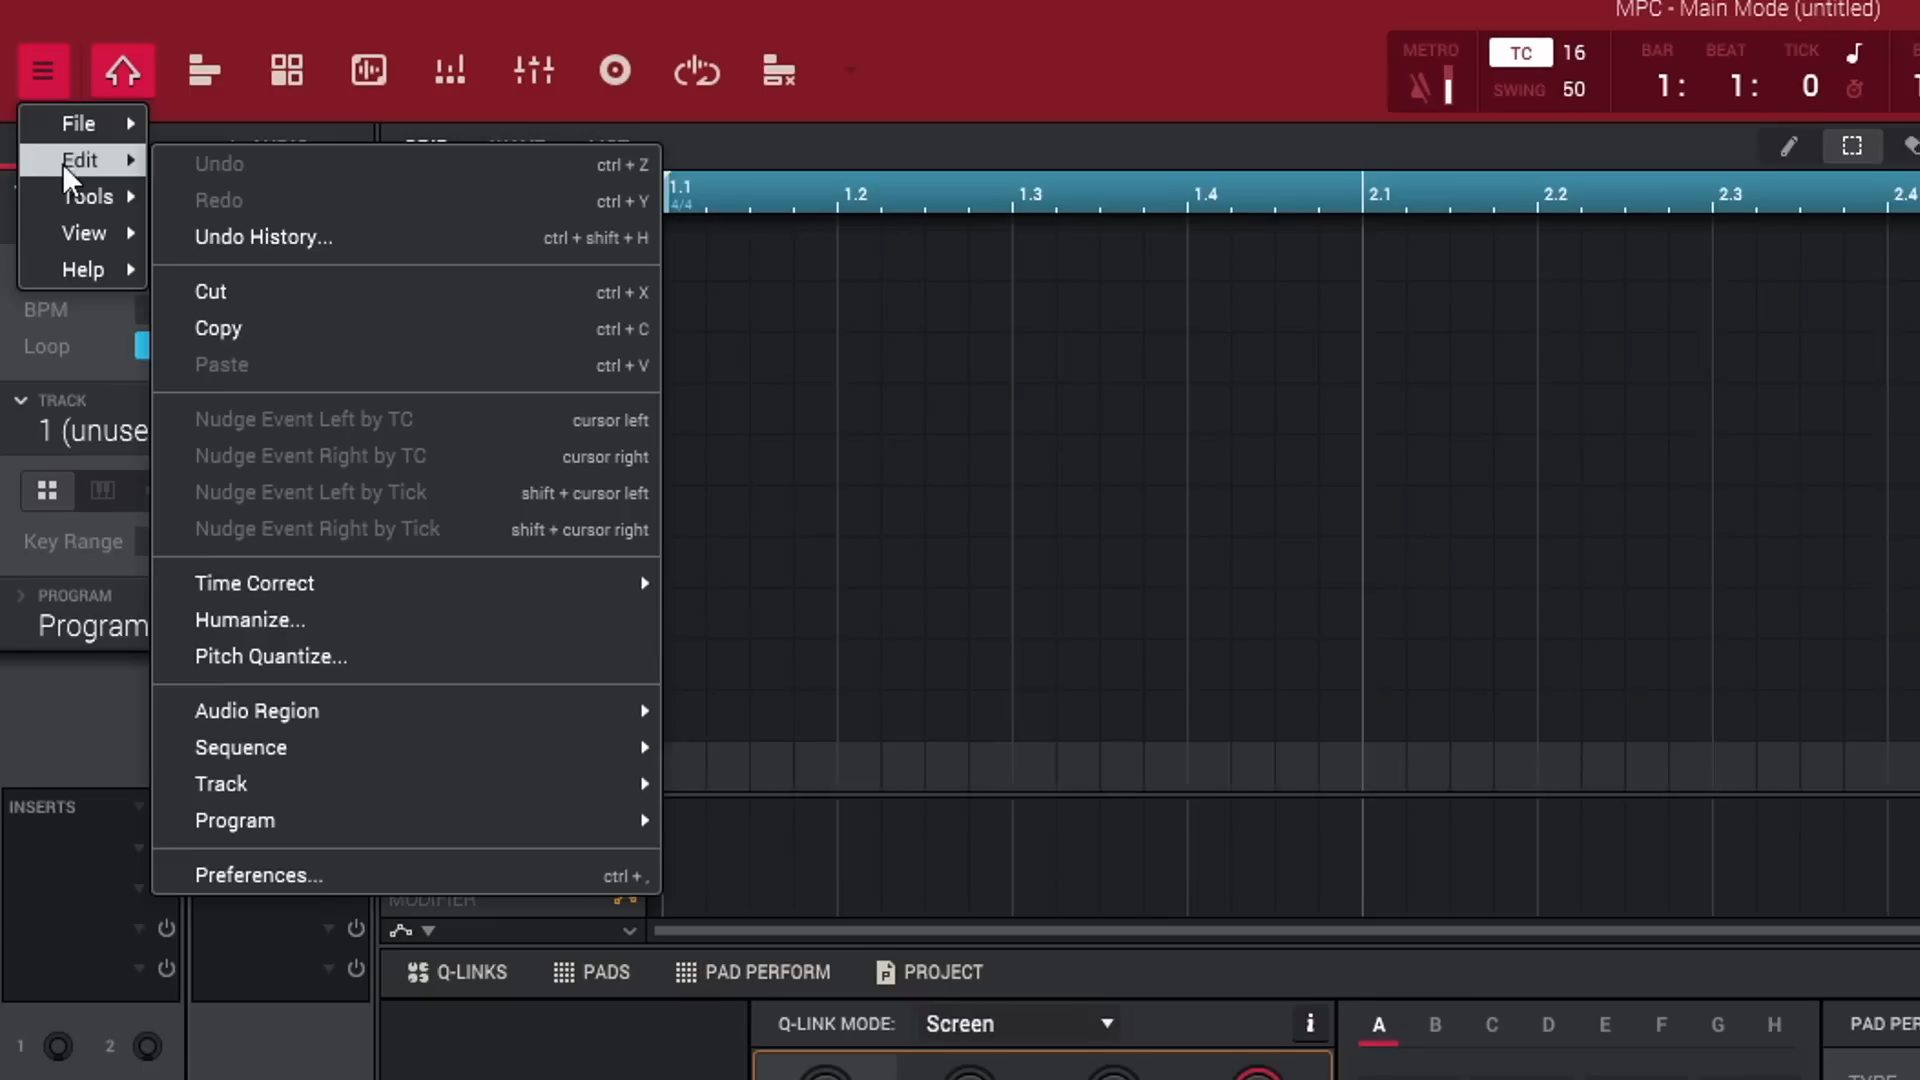 MPC - Main Mode (untitled)
METRO
TC 16
SWING 50
BAR BEAT TICK
1: 1: 0
File
Edit
Tools
View
Help
Undo ctrl + Z
Redo ctrl + Y
Undo History... ctrl + shift + H
Cut ctrl + X
Copy ctrl + C
Paste ctrl + V
Nudge Event Left by TC cursor left
Nudge Event Right by TC cursor right
Nudge Event Left by Tick shift + cursor left
Nudge Event Right by Tick shift + cursor right
Time Correct
Humanize...
Pitch Quantize...
Audio Region
Sequence
Track
Program
Preferences... ctrl + ,
1.1 1.2 1.3 1.4 2.1 2.2 2.3 2.4
4/4
BPM
Loop
TRACK
1 (unuse
Key Range
PROGRAM
Program
INSERTS
MODIFIER
1 2
Q-LINKS PADS PAD PERFORM PROJECT
Q-LINK MODE: Screen
A B C D E F G H
PAD PER